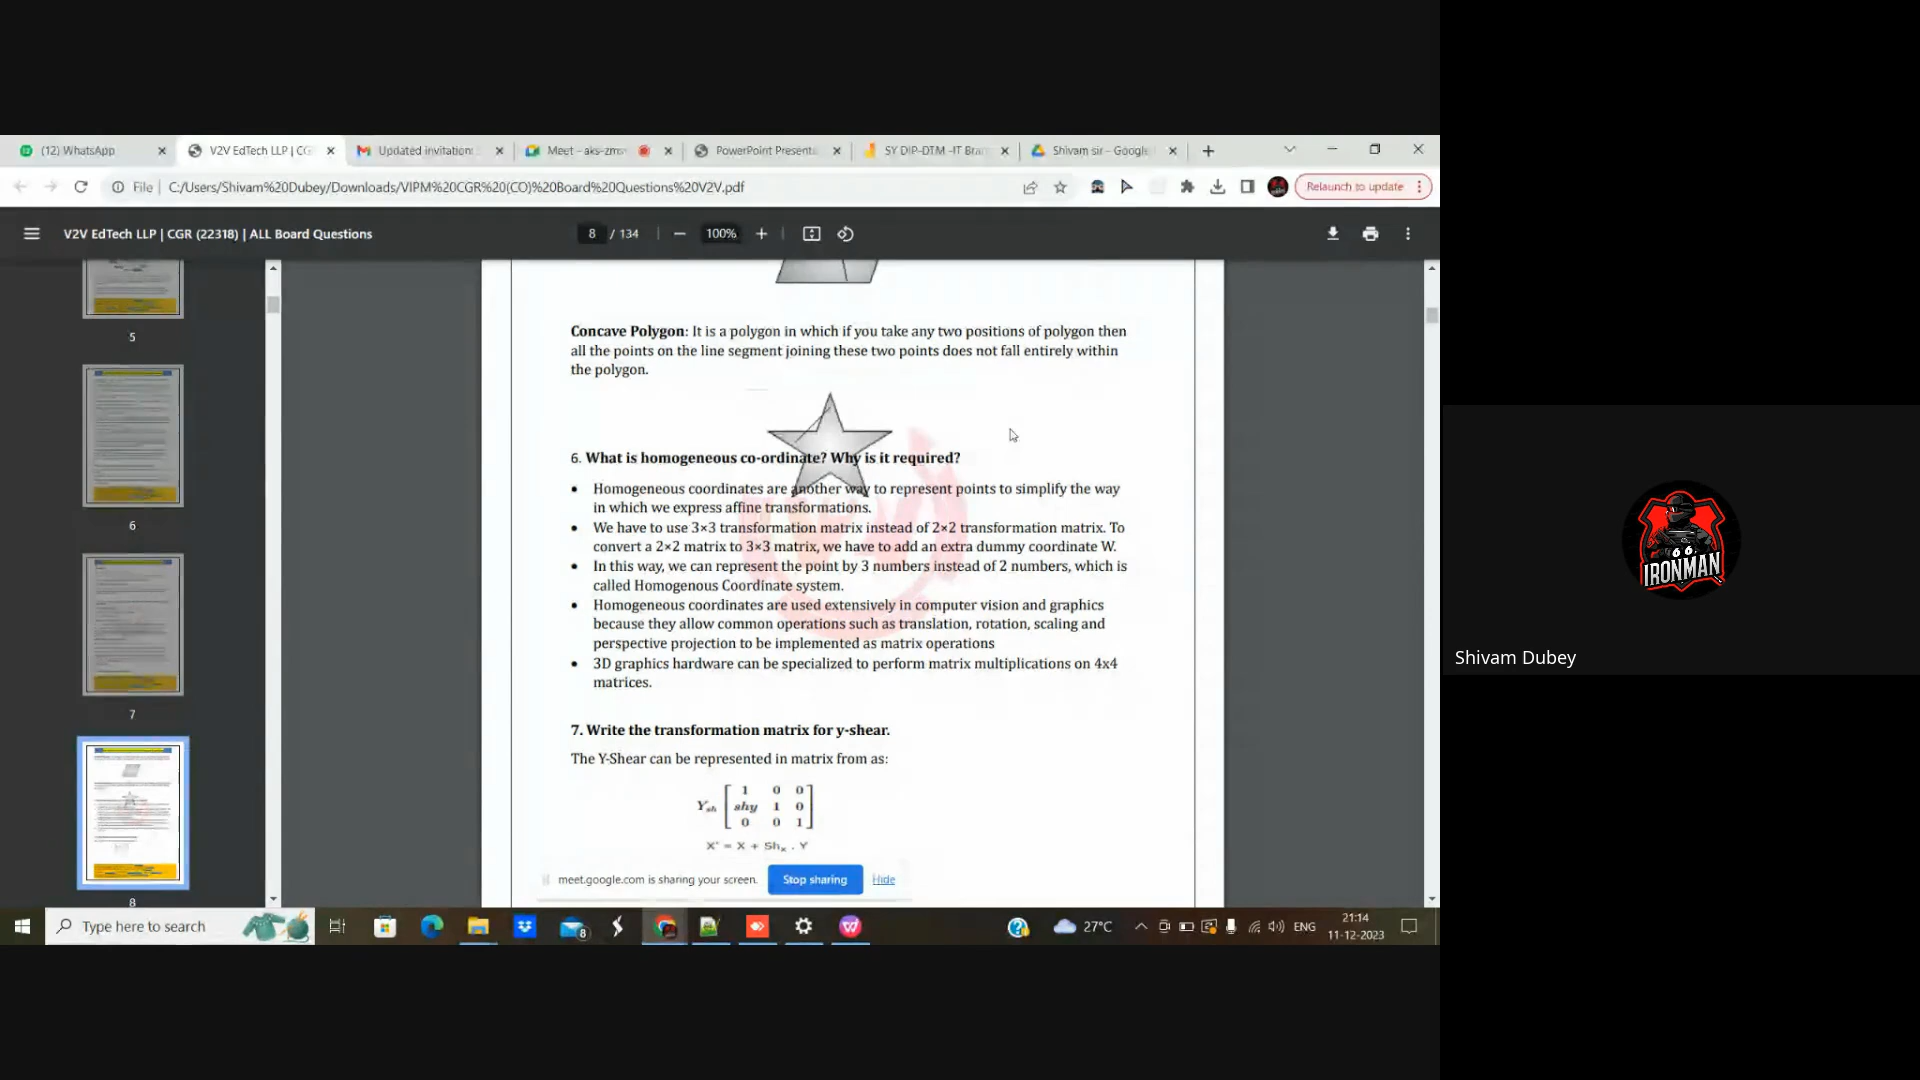 (12) WhatsApp
V2V EdTech LLP | CG
Updated invitation:
Meet - aks-zms
PowerPoint Present
SY DIP-DTM -IT Bran
Shivam sir - Google
File
C:/Users/Shivam%20Dubey/Downloads/VIPM%20CGR%20(CO)%20Board%20Questions%20V2V.pdf
Relaunch to update
V2V EdTech LLP | CGR (22318) | ALL Board Questions
8 / 134
100%
5
6
7
8
Concave Polygon: It is a polygon in which if you take any two positions of polygon then
all the points on the line segment joining these two points does not fall entirely within
the polygon.
6. What is homogeneous co-ordinate? Why is it required?
• Homogeneous coordinates are another way to represent points to simplify the way
in which we express affine transformations.
• We have to use 3×3 transformation matrix instead of 2×2 transformation matrix. To
convert a 2×2 matrix to 3×3 matrix, we have to add an extra dummy coordinate W.
• In this way, we can represent the point by 3 numbers instead of 2 numbers, which is
called Homogenous Coordinate system.
• Homogeneous coordinates are used extensively in computer vision and graphics
because they allow common operations such as translation, rotation, scaling and
perspective projection to be implemented as matrix operations
• 3D graphics hardware can be specialized to perform matrix multiplications on 4x4
matrices.
7. Write the transformation matrix for y-shear.
The Y-Shear can be represented in matrix from as:
1 0 0
Ysh shy 1 0
0 0 1
X' = X + Shx . Y
meet.google.com is sharing your screen.
Stop sharing
Hide
Type here to search
8
27°C
ENG
21:14
11-12-2023
66
IRONMAN
Shivam Dubey